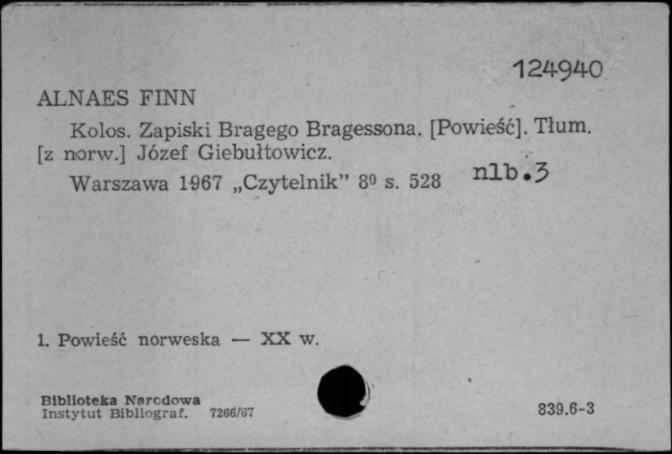 124940
ALNAES FINN
Kolos. Zapiski Bragego Bragessona. [Powieść]. Tłum.
[z norw.] Józef Giebułtowicz.
Warszawa 1967 „Czytelnik” 8⁰ s. 528 nlb.3
1. Powieść norweska — XX w.
Biblioteka Narodowa
Instytut Bibliograf. 7266/67
839.6-3